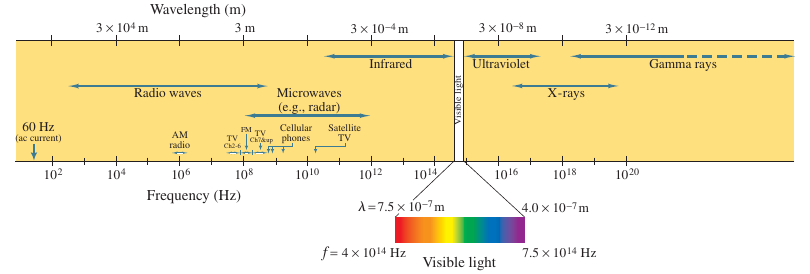 Wavelength (m)
3 × 10⁴ m 3 m 3 × 10⁻⁴ m 3 × 10⁻⁸ m 3 × 10⁻¹² m
Infrared Ultraviolet Gamma rays
Radio waves Microwaves X-rays
(e.g., radar)
Visible light
60 Hz
(ac current)
AM
radio
TV
Ch2-6
FM
TV
Ch7&up
Cellular
phones
Satellite
TV
10² 10⁴ 10⁶ 10⁸ 10¹⁰ 10¹² 10¹⁴ 10¹⁶ 10¹⁸ 10²⁰
Frequency (Hz)
λ = 7.5 × 10⁻⁷ m 4.0 × 10⁻⁷ m
f = 4 × 10¹⁴ Hz 7.5 × 10¹⁴ Hz
Visible light